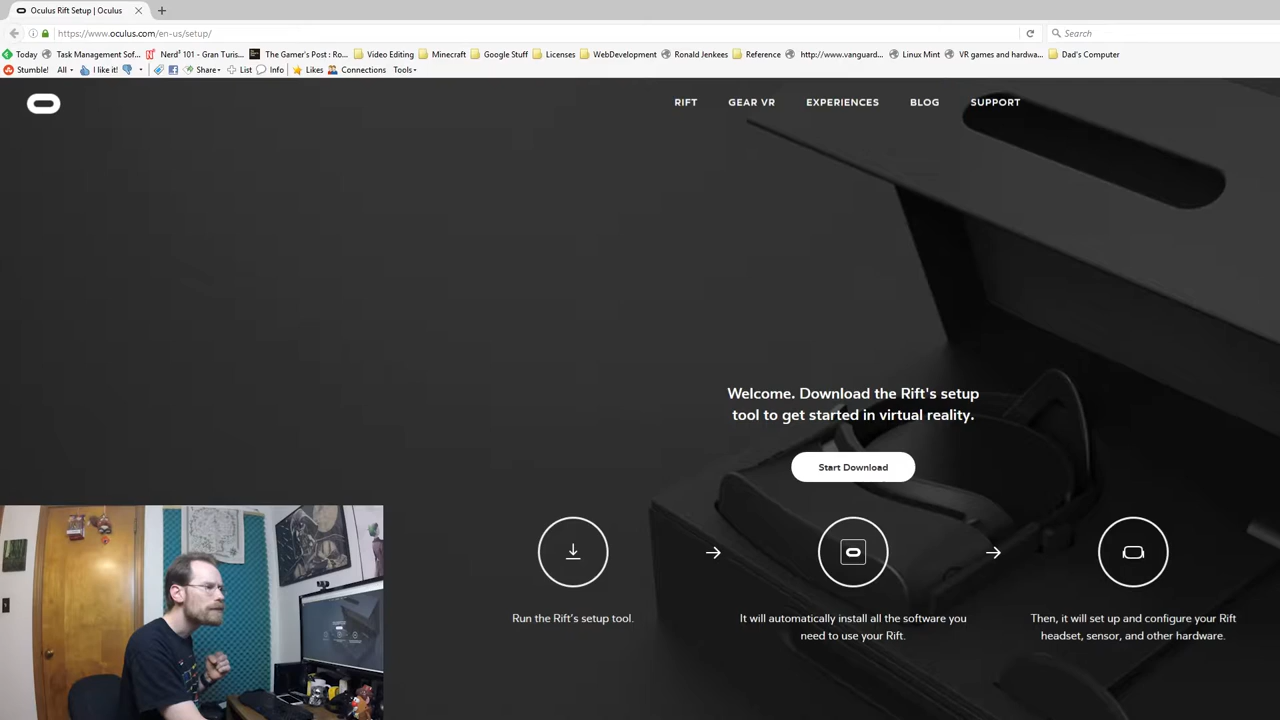 Oculus Rift Setup | Oculus
https://www.oculus.com/en-us/setup/
Search
Today Task Management Sof... Nerd³ 101 - Gran Turis... The Gamer's Post : Ro... Video Editing Minecraft Google Stuff Licenses WebDevelopment Ronald Jenkees Reference http://www.vanguard... Linux Mint VR games and hardwa... Dad's Computer
Stumble! All I like it! Share List Info Likes Connections Tools
RIFT GEAR VR EXPERIENCES BLOG SUPPORT
Welcome. Download the Rift's setup
tool to get started in virtual reality.
Start Download
Run the Rift's setup tool.
It will automatically install all the software you
need to use your Rift.
Then, it will set up and configure your Rift
headset, sensor, and other hardware.